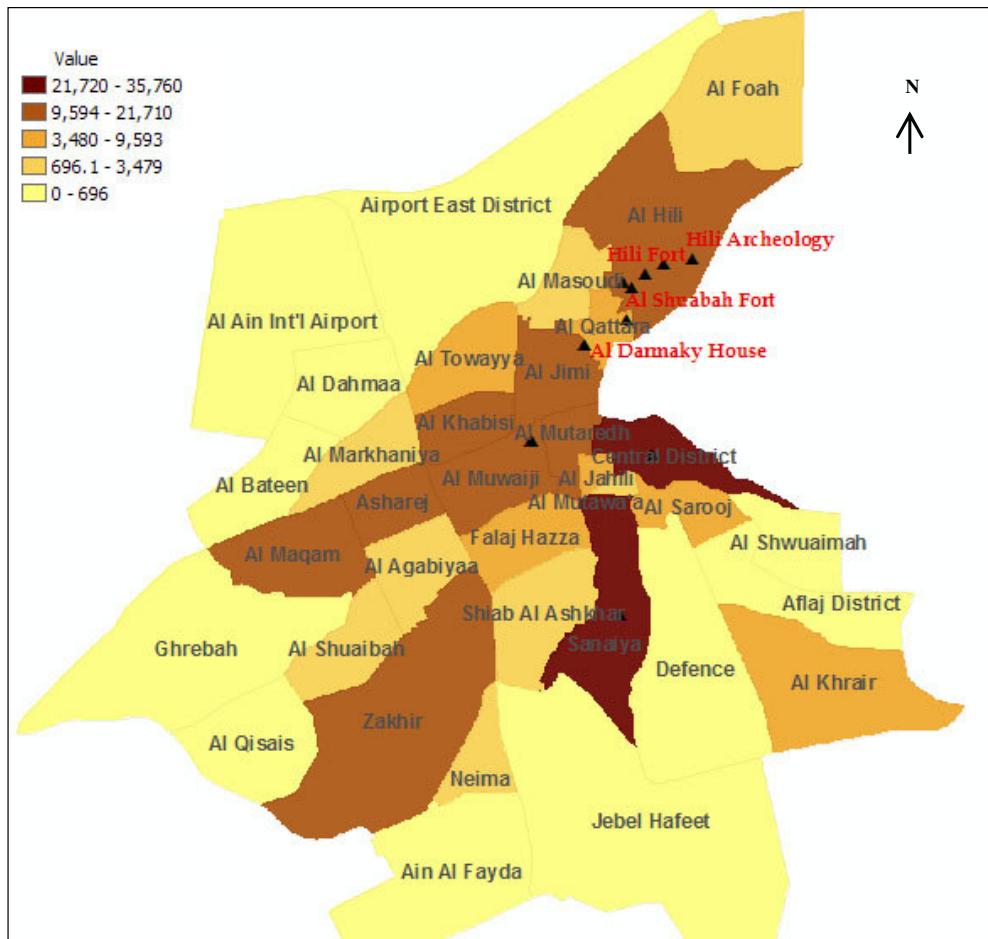 Value
21,720 - 35,760
9,594 - 21,710
3,480 - 9,593
696.1 - 3,479
0 - 696
N
Al Foah
Airport East District
Al Hili
Hili Archeology
Hili Fort
Al Masoudi
Al Shuabah Fort
Al Ain Int'l Airport
Al Qattara
Al Darmaky House
Al Towayya
Al Jimi
Al Dahmaa
Al Khabisi
Al Mutaredh
Al Markhaniya
Central District
Al Bateen
Al Muwaiji
Al Jahili
Asharej
Al Mutawaa
Al Sarooj
Falaj Hazza
Al Shwuaimah
Al Maqam
Al Agabiyaa
Aflaj District
Shiab Al Ashkhar
Ghrebah
Al Shuaibah
Sanaiya
Defence
Al Khrair
Zakhir
Al Qisais
Neima
Jebel Hafeet
Ain Al Fayda